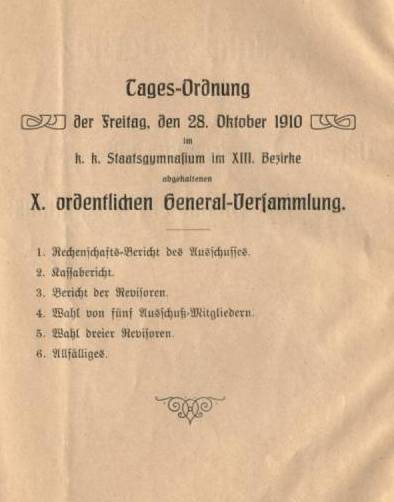 Tages-Ordnung
der Freitag, den 28. Oktober 1910
im
k. k. Staatsgymnasium im XIII. Bezirke
abgehaltenen
X. ordentlichen General-Versammlung.
1. Rechenschafts-Bericht des Ausschusses.
2. Kassabericht.
3. Bericht der Revisoren.
4. Wahl von fünf Ausschuß-Mitgliedern.
5. Wahl dreier Revisoren.
6. Allfälliges.